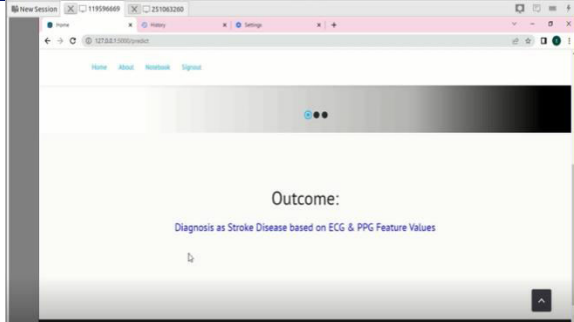 New Session 119596669 251063260
Home History Settings
127.0.0.1:5000/predict
Home About Notebook Signout
Outcome:
Diagnosis as Stroke Disease based on ECG & PPG Feature Values